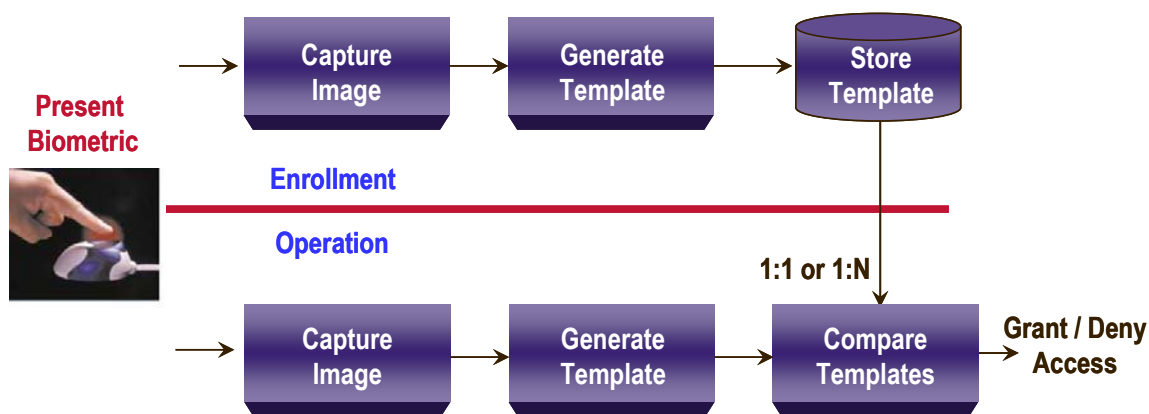 Capture
Image
Generate
Template
Store
Template
Present
Biometric
Enrollment
Operation
1:1 or 1:N
Capture
Image
Generate
Template
Compare
Templates
Grant / Deny
Access